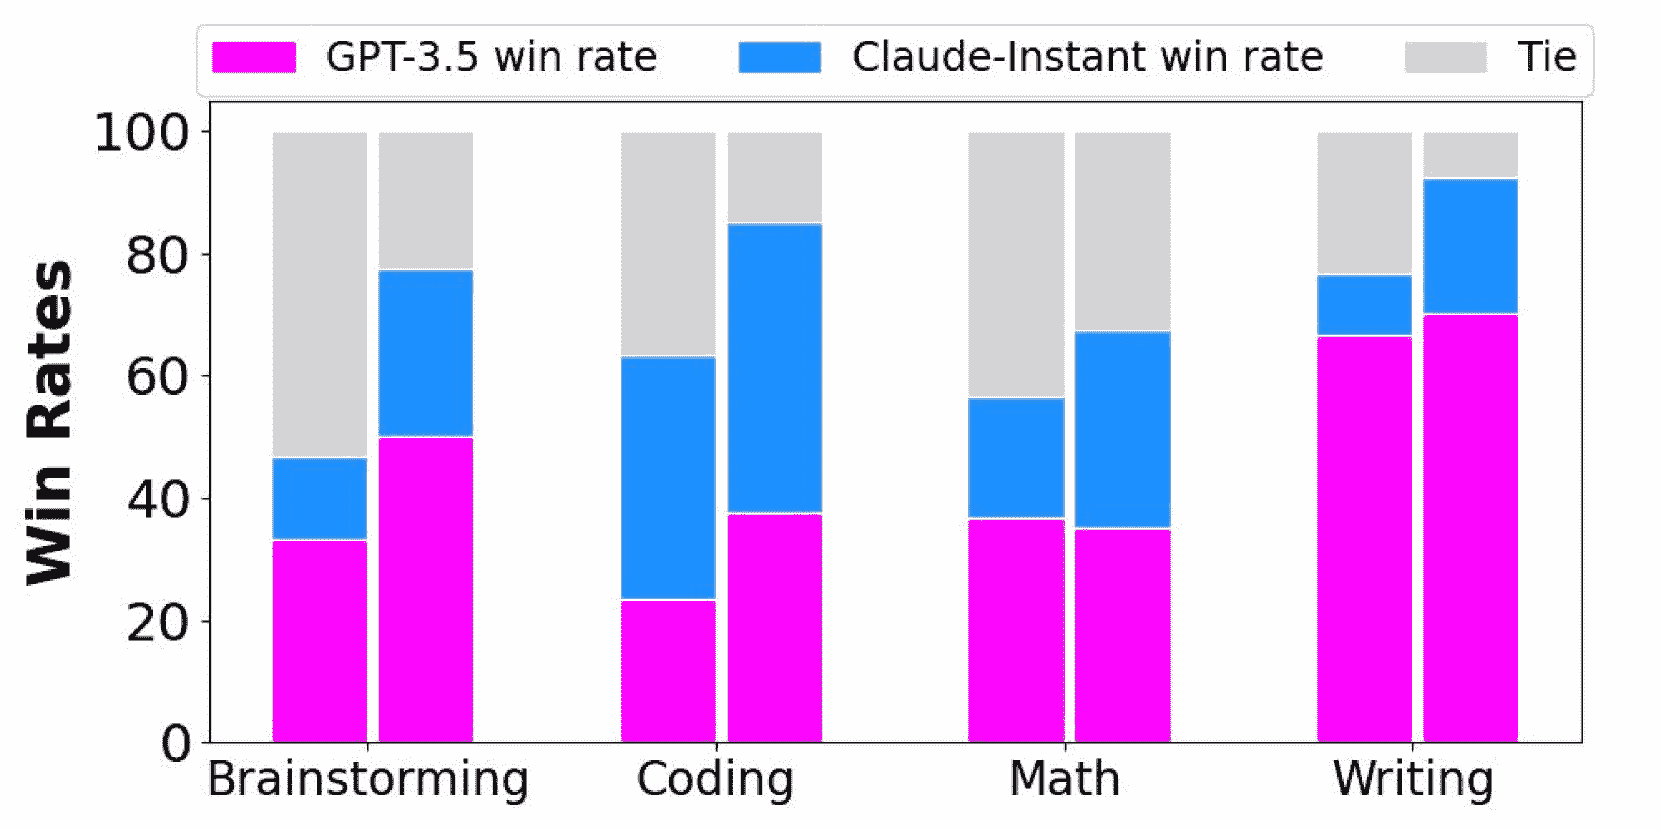 GPT-3.5 win rate Claude-Instant win rate Tie
Win Rates
100
80
60
40
20
0
Brainstorming Coding Math Writing